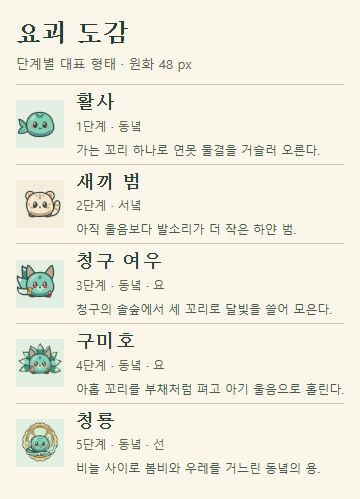 요괴 도감
단계별 대표 형태 · 원화 48 px
활사
1단계 · 동녘
가는 꼬리 하나로 연못 물결을 거슬러 오른다.
새끼 범
2단계 · 서녘
아직 울음보다 발소리가 더 작은 하얀 범.
청구 여우
3단계 · 동녘 · 요
청구의 솔숲에서 세 꼬리로 달빛을 쓸어 모은다.
구미호
4단계 · 동녘 · 요
아홉 꼬리를 부채처럼 펴고 아기 울음으로 홀린다.
청룡
5단계 · 동녘 · 선
비늘 사이로 봄비와 우레를 거느린 동녘의 용.